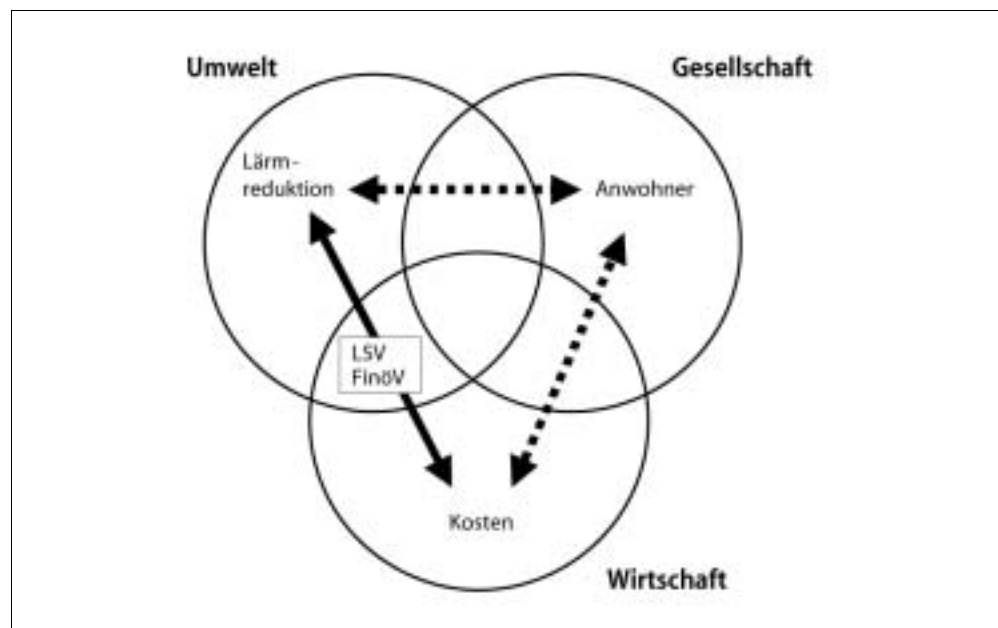 Umwelt
Gesellschaft
Lärm-
reduktion
Anwohner
LSV
FinöV
Kosten
Wirtschaft